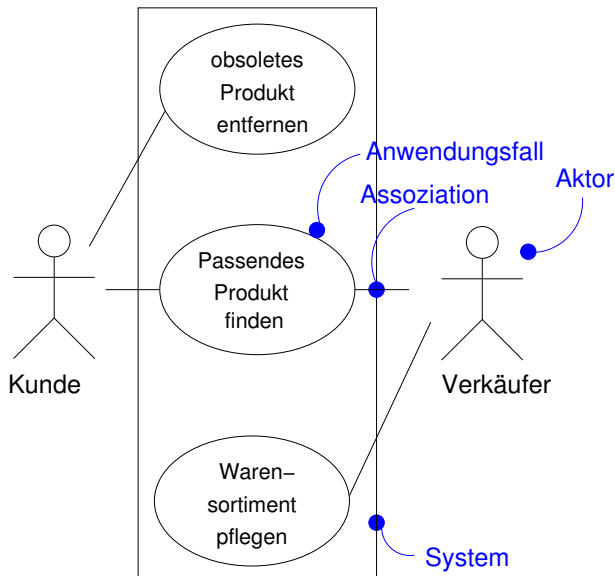 obsoletes
Produkt
entfernen
Anwendungsfall
Assoziation
Aktor
Passendes
Produkt
finden
Kunde
Verkäufer
Waren−
sortiment
pflegen
System